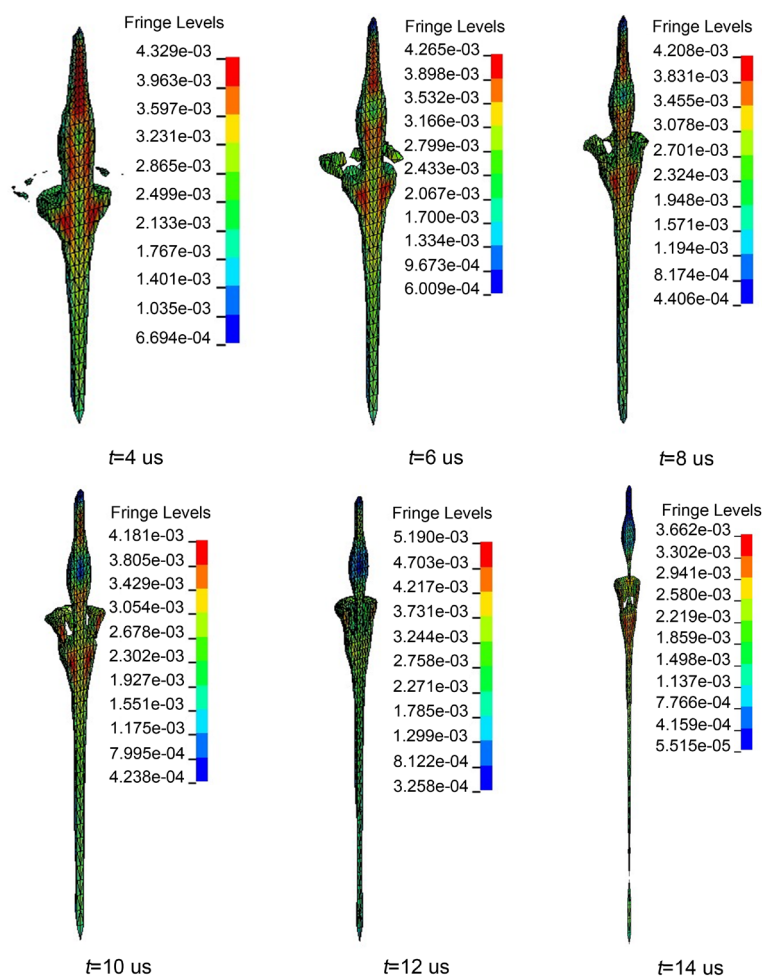 Fringe Levels
4.329e-03
3.963e-03
3.597e-03
3.231e-03
2.865e-03
2.499e-03
2.133e-03
1.767e-03
1.401e-03
1.035e-03
6.694e-04
t=4 us
Fringe Levels
4.265e-03
3.898e-03
3.532e-03
3.166e-03
2.799e-03
2.433e-03
2.067e-03
1.700e-03
1.334e-03
9.673e-04
6.009e-04
t=6 us
Fringe Levels
4.208e-03
3.831e-03
3.455e-03
3.078e-03
2.701e-03
2.324e-03
1.948e-03
1.571e-03
1.194e-03
8.174e-04
4.406e-04
t=8 us
Fringe Levels
4.181e-03
3.805e-03
3.429e-03
3.054e-03
2.678e-03
2.302e-03
1.927e-03
1.551e-03
1.175e-03
7.995e-04
4.238e-04
t=10 us
Fringe Levels
5.190e-03
4.703e-03
4.217e-03
3.731e-03
3.244e-03
2.758e-03
2.271e-03
1.785e-03
1.299e-03
8.122e-04
3.258e-04
t=12 us
Fringe Levels
3.662e-03
3.302e-03
2.941e-03
2.580e-03
2.219e-03
1.859e-03
1.498e-03
1.137e-03
7.766e-04
4.159e-04
5.515e-05
t=14 us